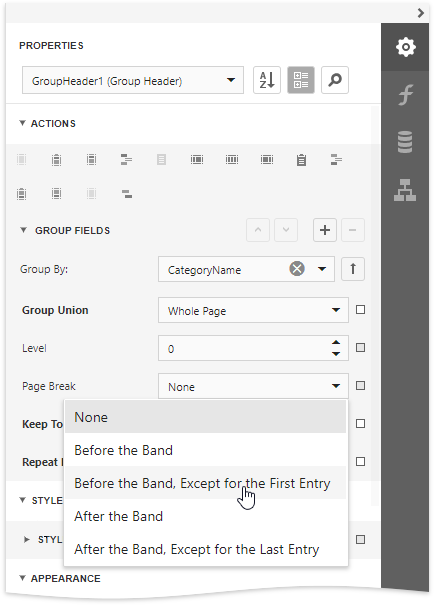 PROPERTIES
GroupHeader1 (Group Header)
ACTIONS
GROUP FIELDS
Group By:
CategoryName
Group Union
Whole Page
Level
0
Page Break
None
None
Keep To
Before the Band
Repeat
Before the Band, Except for the First Entry
STYLE
After the Band
STYL
After the Band, Except for the Last Entry
APPEARANCE